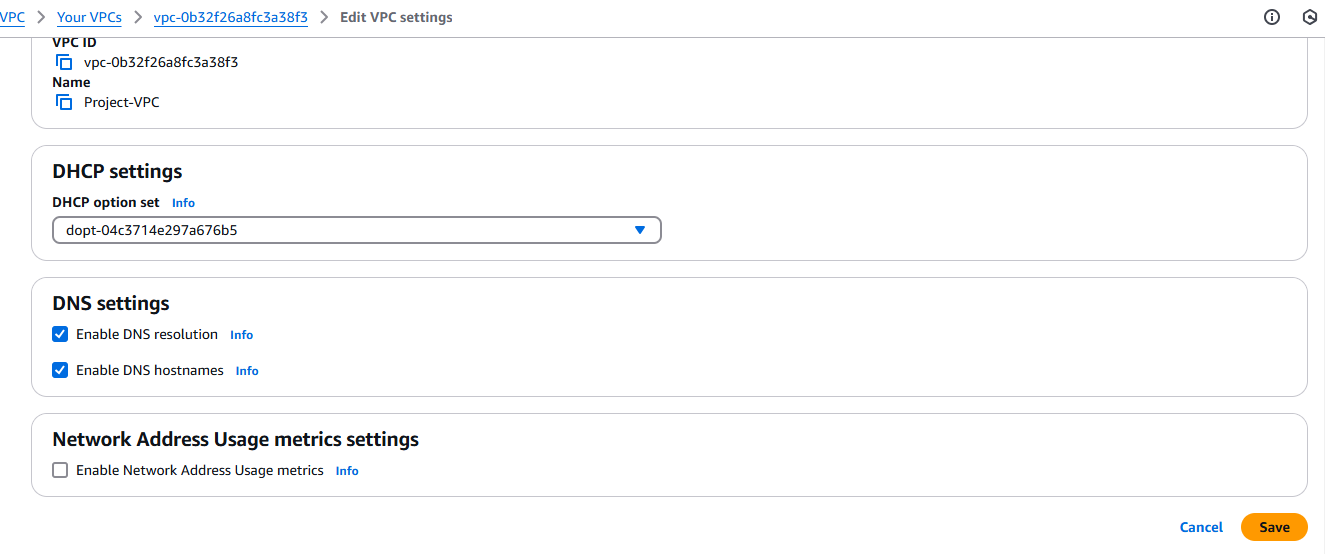 VPC > Your VPCs > vpc-0b32f26a8fc3a38f3 > Edit VPC settings
VPC ID
vpc-0b32f26a8fc3a38f3
Name
Project-VPC
DHCP settings
DHCP option set Info
dopt-04c3714e297a676b5
DNS settings
Enable DNS resolution Info
Enable DNS hostnames Info
Network Address Usage metrics settings
Enable Network Address Usage metrics Info
Cancel Save